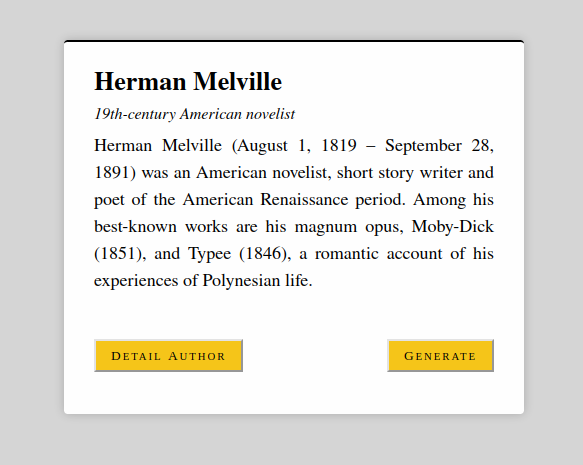 Herman Melville
19th-century American novelist
Herman Melville (August 1, 1819 – September 28,
1891) was an American novelist, short story writer and
poet of the American Renaissance period. Among his
best-known works are his magnum opus, Moby-Dick
(1851), and Typee (1846), a romantic account of his
experiences of Polynesian life.
Detail Author
Generate